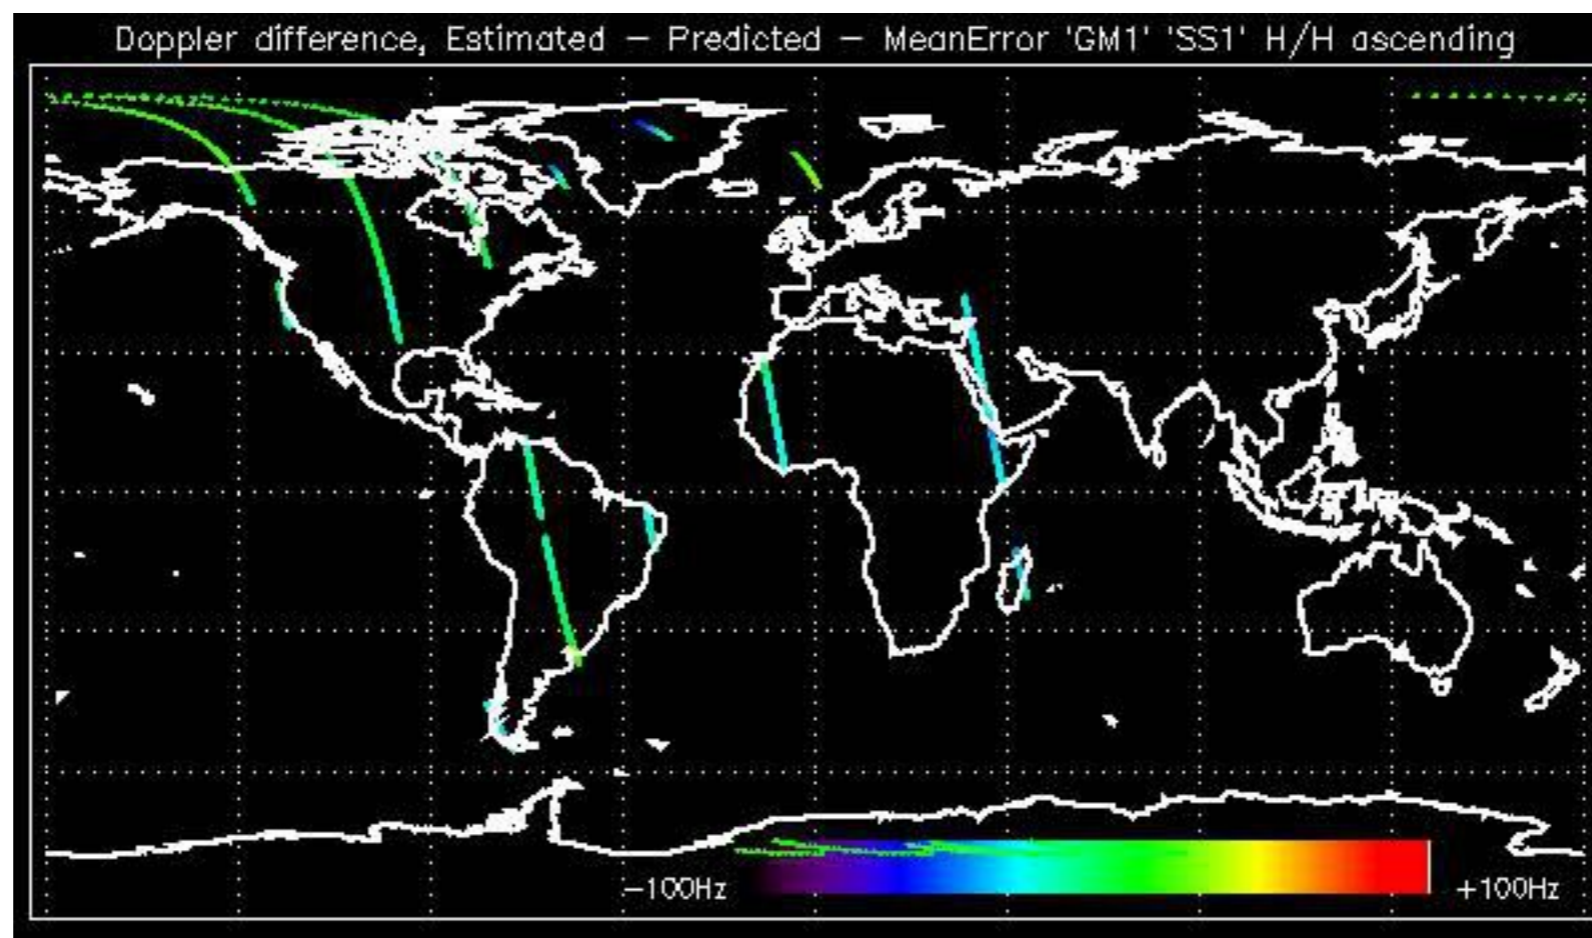 Doppler difference, Estimated – Predicted – MeanError 'GM1' 'SS1' H/H ascending
-100Hz +100Hz